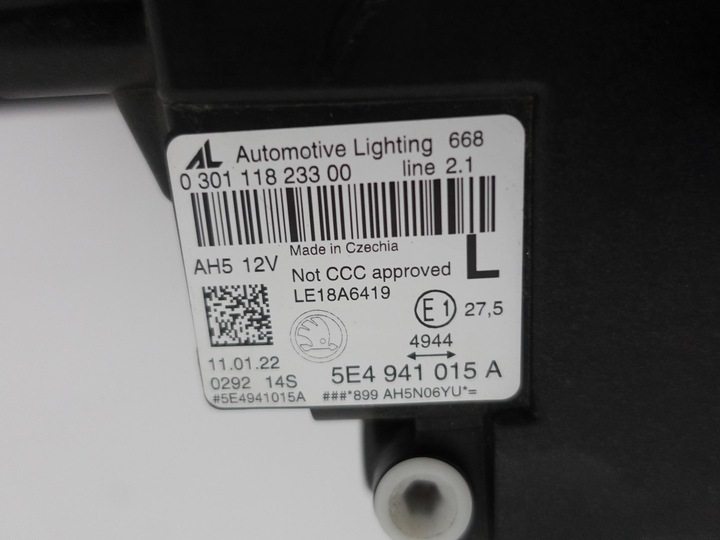 AL Automotive Lighting 668
0 301 118 233 00 line 2.1
Made in Czechia
AH5 12V Not CCC approved L
LE18A6419
E1 27,5
4944
11.01.22
0292 14S 5E4 941 015 A
#5E4941015A ###*899 AH5N06YU*=